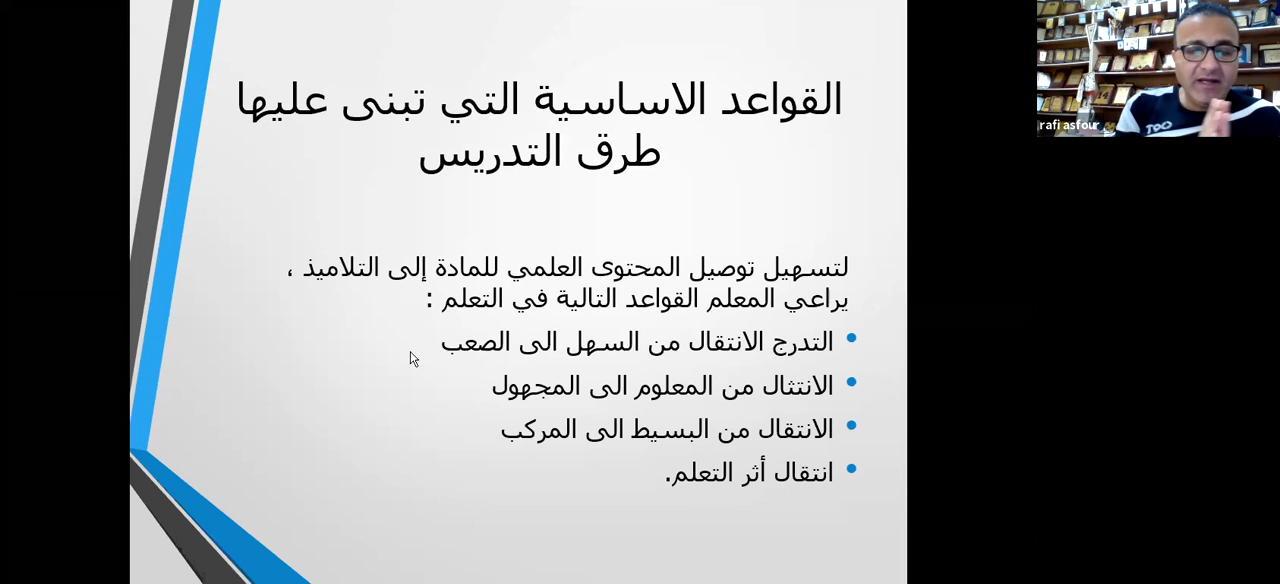 القواعد الاساسية التي تبنى عليها
طرق التدريس
لتسهيل توصيل المحتوى العلمي للمادة إلى التلاميذ ،
يراعي المعلم القواعد التالية في التعلم :
• التدرج الانتقال من السهل الى الصعب
• الانتثال من المعلوم الى المجهول
• الانتقال من البسيط الى المركب
• انتقال أثر التعلم.
rafi asfour
TOO